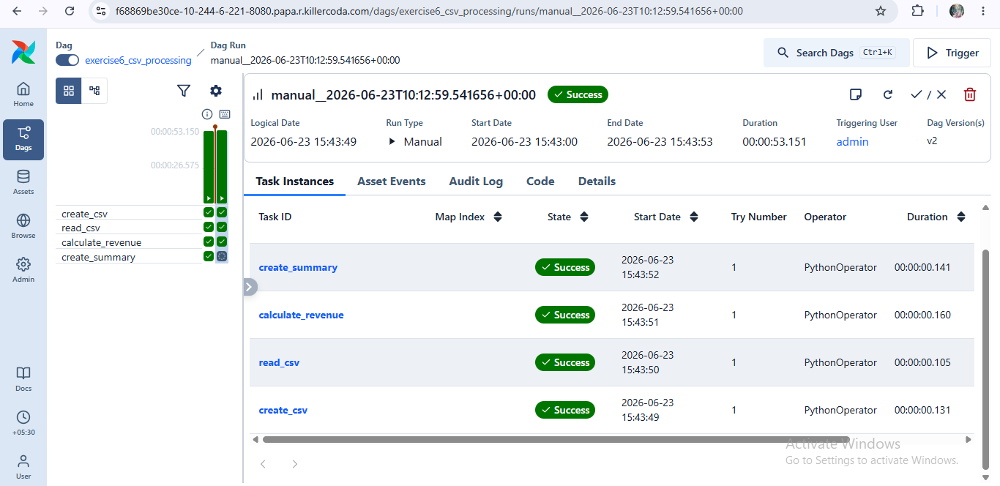 f68869be30ce-10-244-6-221-8080.papa.r.killercoda.com/dags/exercise6_csv_processing/runs/manual__2026-06-23T10:12:59.541656+00:00
Dag
exercise6_csv_processing
/
Dag Run
manual__2026-06-23T10:12:59.541656+00:00
Search Dags Ctrl+K
Trigger
Home
Dags
Assets
Browse
Admin
Docs
+05:30
User
00:00:53.150
00:00:26.575
create_csv
read_csv
calculate_revenue
create_summary
manual__2026-06-23T10:12:59.541656+00:00 Success
/
Logical Date Run Type Start Date End Date Duration Triggering User Dag Version(s)
2026-06-23 15:43:49 Manual 2026-06-23 15:43:00 2026-06-23 15:43:53 00:00:53.151 admin v2
Task Instances Asset Events Audit Log Code Details
Task ID Map Index State Start Date Try Number Operator Duration
create_summary Success 2026-06-23 15:43:52 1 PythonOperator 00:00:00.141
calculate_revenue Success 2026-06-23 15:43:51 1 PythonOperator 00:00:00.160
read_csv Success 2026-06-23 15:43:50 1 PythonOperator 00:00:00.105
create_csv Success 2026-06-23 15:43:49 1 PythonOperator 00:00:00.131
Activate Windows
Go to Settings to activate Windows.